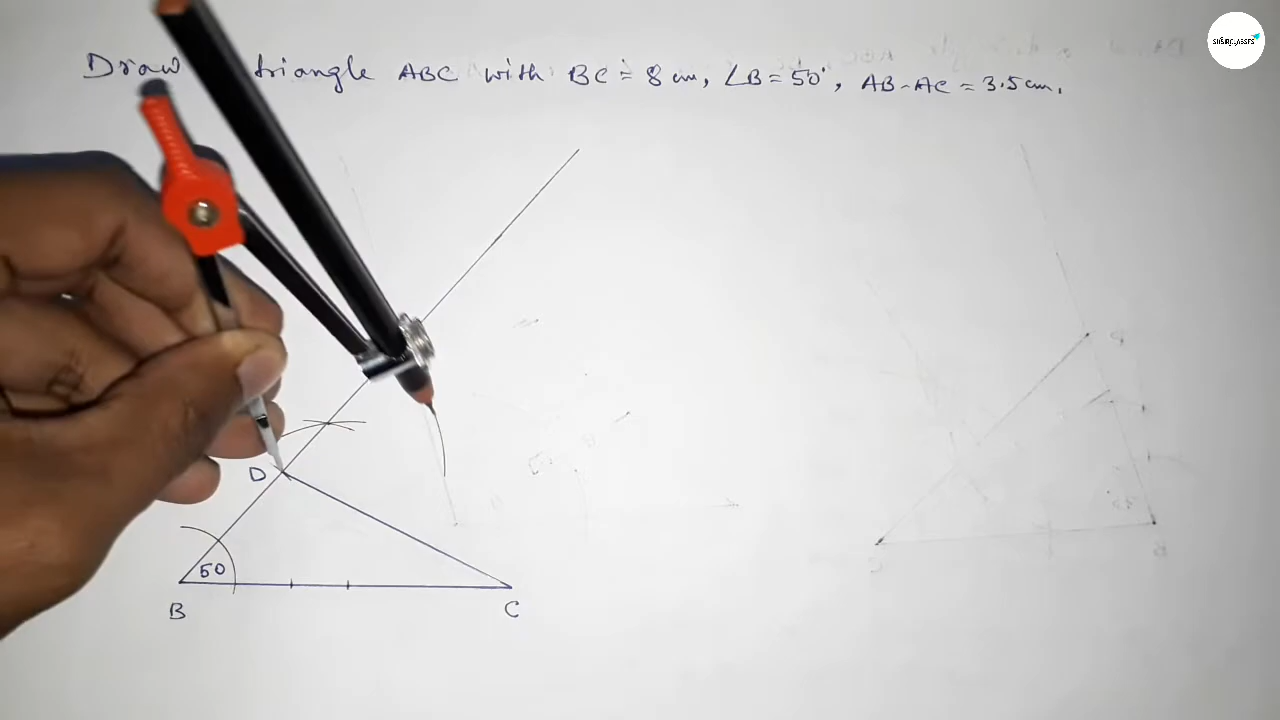 Draw triangle ABC with BC = 8 cm, ∠B = 50°, AB - AC = 3.5 cm.
D
50
B
C